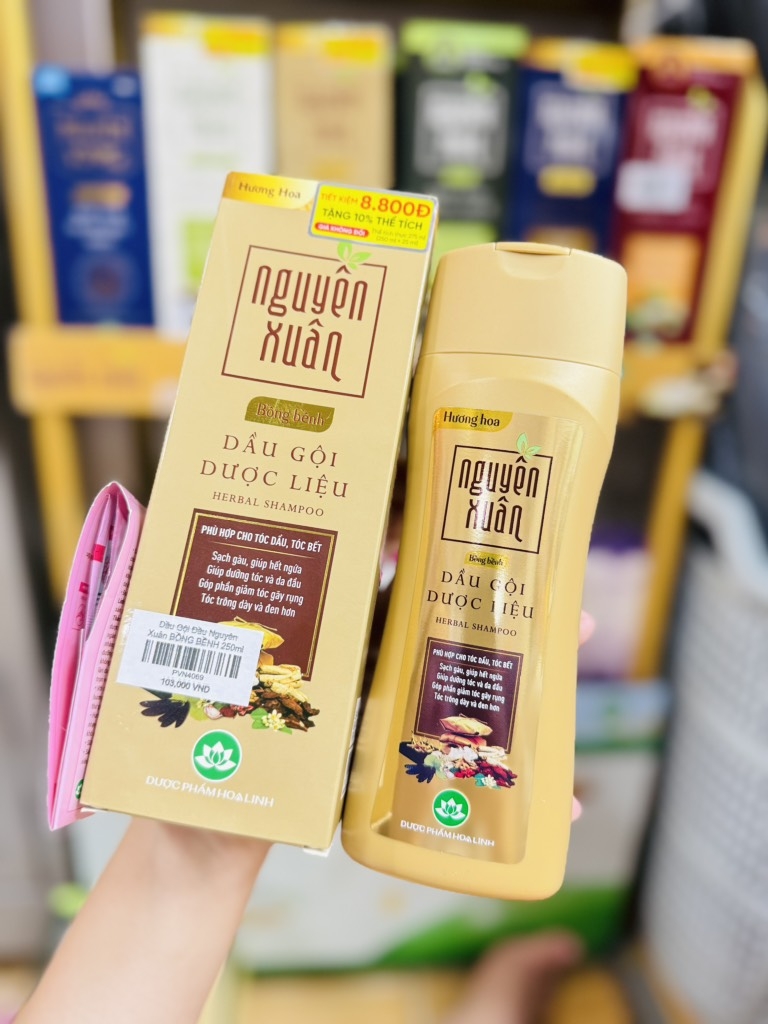 Hương Hoa
TIẾT KIỆM 8.800Đ
TẶNG 10% THỂ TÍCH
GIÁ KHÔNG ĐỔI
nguyên
xuân
Bồng bềnh
DẦU GỘI
DƯỢC LIỆU
HERBAL SHAMPOO
PHÙ HỢP CHO TÓC DẦU, TÓC BẾT
Sạch gàu, giúp hết ngứa
Giúp dưỡng tóc và da đầu
Góp phần giảm tóc gãy rụng
Tóc trông dày và đen hơn
Dầu Gội Đầu Nguyên
Xuân BỒNG BỀNH 250ml
PVN4069
103,000 VND
DƯỢC PHẨM HOA LINH
Hương hoa
nguyên
xuân
Bồng bềnh
DẦU GỘI
DƯỢC LIỆU
HERBAL SHAMPOO
PHÙ HỢP CHO TÓC DẦU, TÓC BẾT
Sạch gàu, giúp hết ngứa
Giúp dưỡng tóc và da đầu
Góp phần giảm tóc gãy rụng
Tóc trông dày và đen hơn
DƯỢC PHẨM HOA LINH